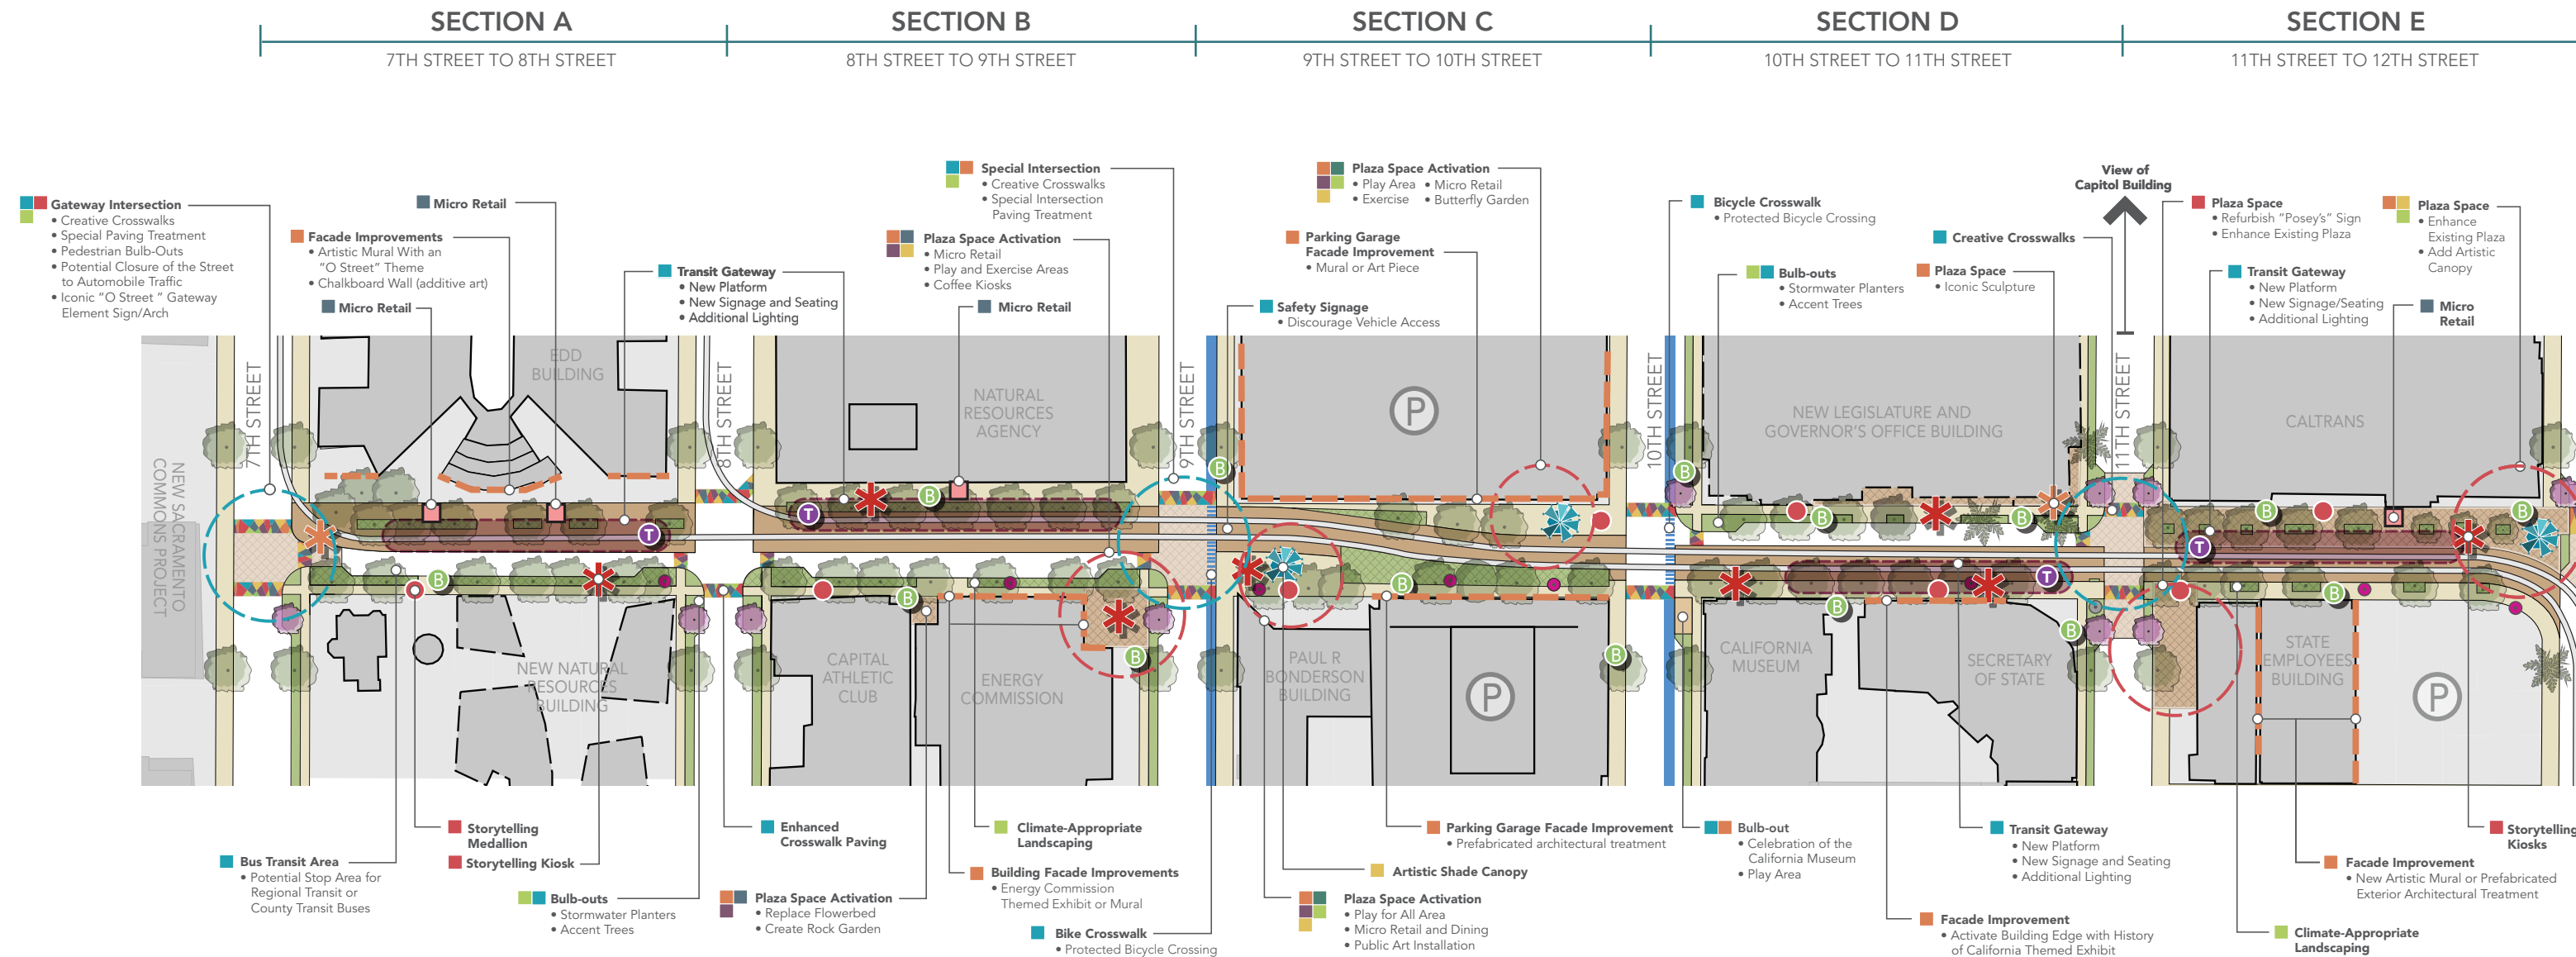 SECTION A
7TH STREET TO 8TH STREET
SECTION B
8TH STREET TO 9TH STREET
SECTION C
9TH STREET TO 10TH STREET
SECTION D
10TH STREET TO 11TH STREET
SECTION E
11TH STREET TO 12TH STREET
Gateway Intersection
• Creative Crosswalks
• Special Paving Treatment
• Pedestrian Bulb-Outs
• Potential Closure of the Street
to Automobile Traffic
• Iconic "O Street " Gateway
Element Sign/Arch
Micro Retail
Facade Improvements
• Artistic Mural With an
"O Street" Theme
• Chalkboard Wall (additive art)
Micro Retail
Transit Gateway
• New Platform
• New Signage and Seating
• Additional Lighting
Special Intersection
• Creative Crosswalks
• Special Intersection
Paving Treatment
Plaza Space Activation
• Micro Retail
• Play and Exercise Areas
• Coffee Kiosks
Micro Retail
Plaza Space Activation
• Play Area • Micro Retail
• Exercise • Butterfly Garden
Parking Garage
Facade Improvement
• Mural or Art Piece
Safety Signage
• Discourage Vehicle Access
Bicycle Crosswalk
• Protected Bicycle Crossing
Creative Crosswalks
Bulb-outs
• Stormwater Planters
• Accent Trees
Plaza Space
• Iconic Sculpture
View of
Capitol Building
Plaza Space
• Refurbish "Posey's" Sign
• Enhance Existing Plaza
Transit Gateway
• New Platform
• New Signage/Seating
• Additional Lighting
Plaza Space
• Enhance
Existing Plaza
• Add Artistic
Canopy
Micro
Retail
NEW SACRAMENTO
COMMONS PROJECT
7TH STREET
EDD
BUILDING
8TH STREET
NATURAL
RESOURCES
AGENCY
9TH STREET
P
10TH STREET
NEW LEGISLATURE AND
GOVERNOR'S OFFICE BUILDING
11TH STREET
CALTRANS
B
B
B
B
B
B
B
B
T
T
T
T
B
B
B
B
B
B
B
B
NEW NATURAL
RESOURCES
BUILDING
CAPITAL
ATHLETIC
CLUB
ENERGY
COMMISSION
PAUL R
BONDERSON
BUILDING
P
CALIFORNIA
MUSEUM
SECRETARY
OF STATE
STATE
EMPLOYEES
BUILDING
P
Storytelling
Medallion
Storytelling Kiosk
Bus Transit Area
• Potential Stop Area for
Regional Transit or
County Transit Buses
Bulb-outs
• Stormwater Planters
• Accent Trees
Enhanced
Crosswalk Paving
Plaza Space Activation
• Replace Flowerbed
• Create Rock Garden
Climate-Appropriate
Landscaping
Building Facade Improvements
• Energy Commission
Themed Exhibit or Mural
Bike Crosswalk
• Protected Bicycle Crossing
Parking Garage Facade Improvement
• Prefabricated architectural treatment
Artistic Shade Canopy
Plaza Space Activation
• Play for All Area
• Micro Retail and Dining
• Public Art Installation
Bulb-out
• Celebration of the
California Museum
• Play Area
Transit Gateway
• New Platform
• New Signage and Seating
• Additional Lighting
Facade Improvement
• Activate Building Edge with History
of California Themed Exhibit
Storytelling
Kiosks
Facade Improvement
• New Artistic Mural or Prefabricated
Exterior Architectural Treatment
Climate-Appropriate
Landscaping